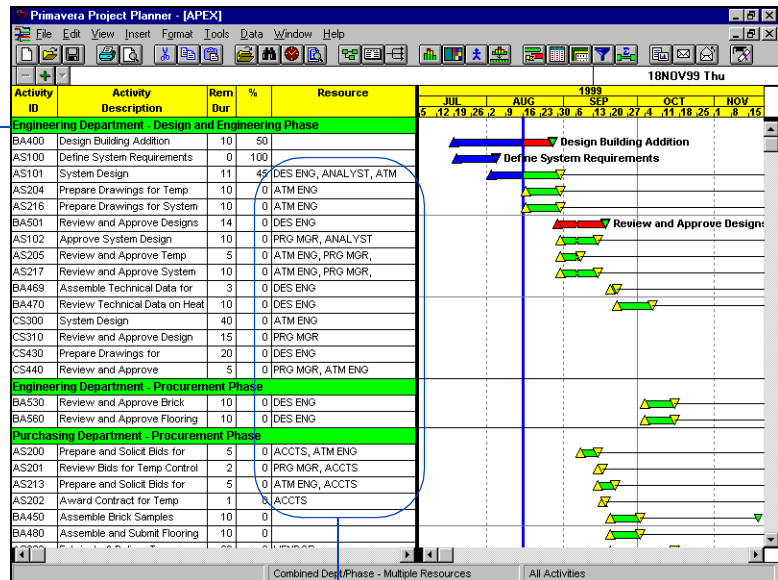 Primavera Project Planner - [APEX]
File Edit View Insert Format Tools Data Window Help
18NOV99 Thu
Activity ID Activity Description Rem Dur % Resource
1999
JUL AUG SEP OCT NOV
5 ,12,19,26,2 ,9 ,16,23,30,6 ,13,20,27,4 ,11,18,25,1 ,8 ,15
Engineering Department - Design and Engineering Phase
BA400 Design Building Addition 10 50 Design Building Addition
AS100 Define System Requirements 0 100 Define System Requirements
AS101 System Design 11 45 DES ENG, ANALYST, ATM
AS204 Prepare Drawings for Temp 10 0 ATM ENG
AS216 Prepare Drawings for System 10 0 ATM ENG
BA501 Review and Approve Designs 14 0 DES ENG Review and Approve Designs
AS102 Approve System Design 10 0 PRG MGR, ANALYST
AS205 Review and Approve Temp 5 0 ATM ENG, PRG MGR,
AS217 Review and Approve System 10 0 ATM ENG, PRG MGR,
BA469 Assemble Technical Data for 3 0 DES ENG
BA470 Review Technical Data on Heat 10 0 DES ENG
CS300 System Design 40 0 ATM ENG
CS310 Review and Approve Design 15 0 PRG MGR
CS430 Prepare Drawings for 20 0 DES ENG
CS440 Review and Approve 5 0 PRG MGR, ATM ENG
Engineering Department - Procurement Phase
BA530 Review and Approve Brick 10 0 DES ENG
BA560 Review and Approve Flooring 10 0 DES ENG
Purchasing Department - Procurement Phase
AS200 Prepare and Solicit Bids for 5 0 ACCTS, ATM ENG
AS201 Review Bids for Temp Control 2 0 PRG MGR, ACCTS
AS213 Prepare and Solicit Bids for 5 0 ATM ENG, ACCTS
AS202 Award Contract for Temp 1 0 ACCTS
BA450 Assemble Brick Samples 10 0
BA480 Assemble and Submit Flooring 10 0
Combined Dept/Phase - Multiple Resources All Activities